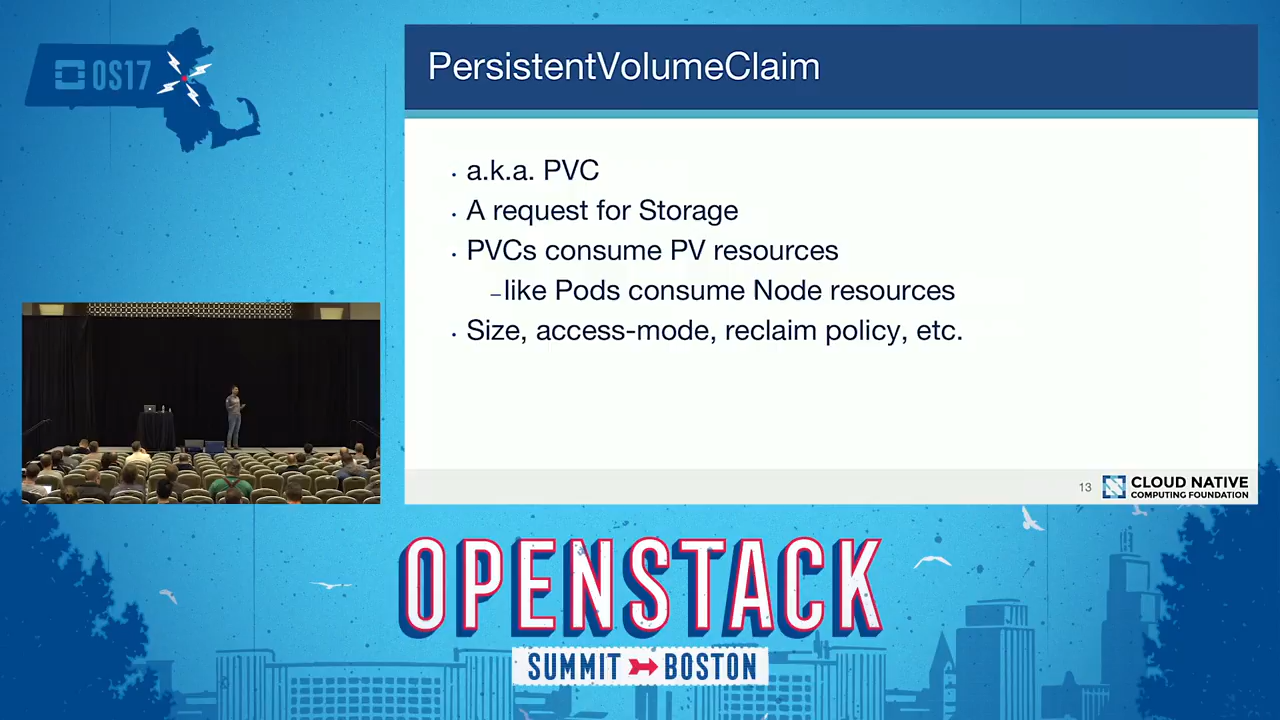 OS17
PersistentVolumeClaim
· a.k.a. PVC
· A request for Storage
· PVCs consume PV resources
–like Pods consume Node resources
· Size, access-mode, reclaim policy, etc.
13
CLOUD NATIVE
COMPUTING FOUNDATION
OPENSTACK
SUMMIT BOSTON